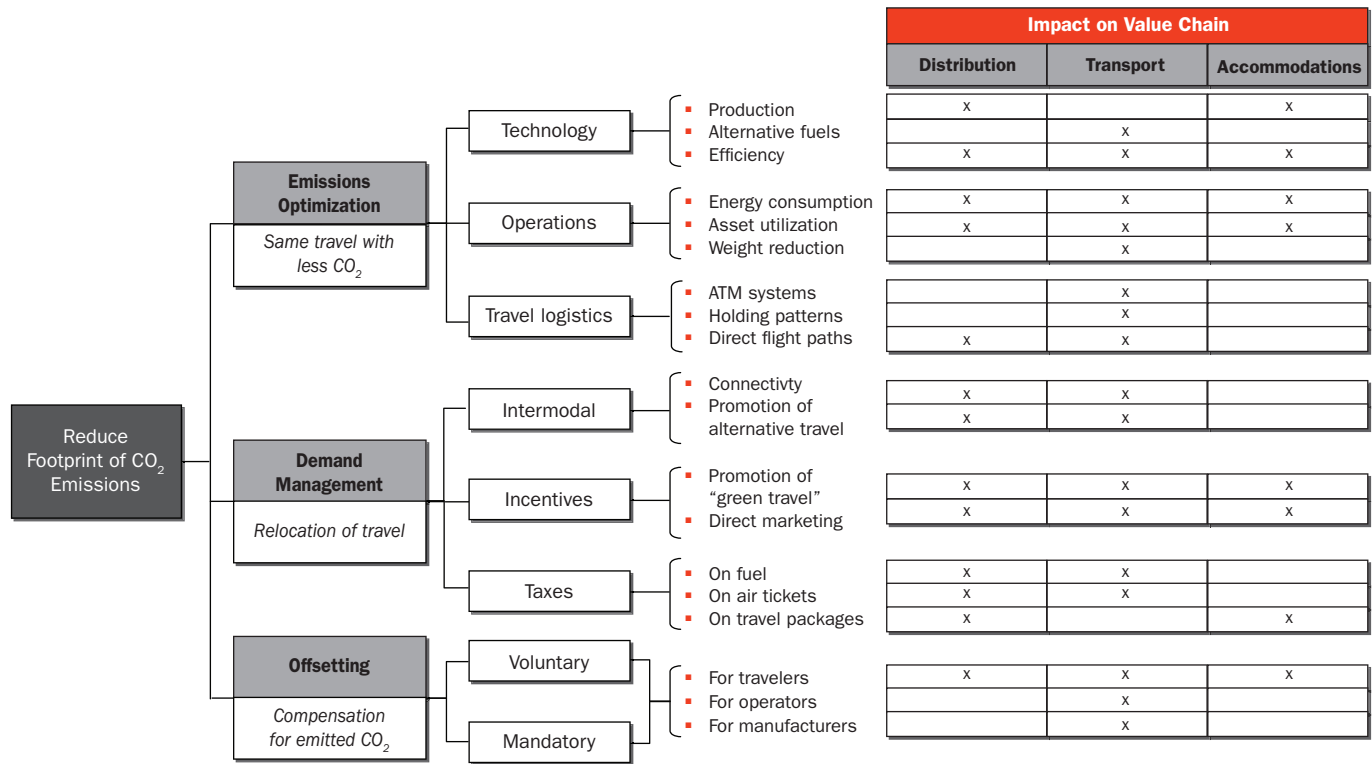 Impact on Value Chain
Distribution Transport Accommodations
Technology
▪ Production x x
▪ Alternative fuels x
▪ Efficiency x x x
Emissions
Optimization
Same travel with
less CO₂
Operations
▪ Energy consumption x x x
▪ Asset utilization x x x
▪ Weight reduction x
Travel logistics
▪ ATM systems x
▪ Holding patterns x
▪ Direct flight paths x x
Reduce
Footprint of CO₂
Emissions
Intermodal
▪ Connectivty x x
▪ Promotion of
alternative travel x x
Demand
Management
Relocation of travel
Incentives
▪ Promotion of
“green travel” x x x
▪ Direct marketing x x x
Taxes
▪ On fuel x x
▪ On air tickets x x
▪ On travel packages x x
Offsetting
Compensation
for emitted CO₂
Voluntary
Mandatory
▪ For travelers x x x
▪ For operators x
▪ For manufacturers x